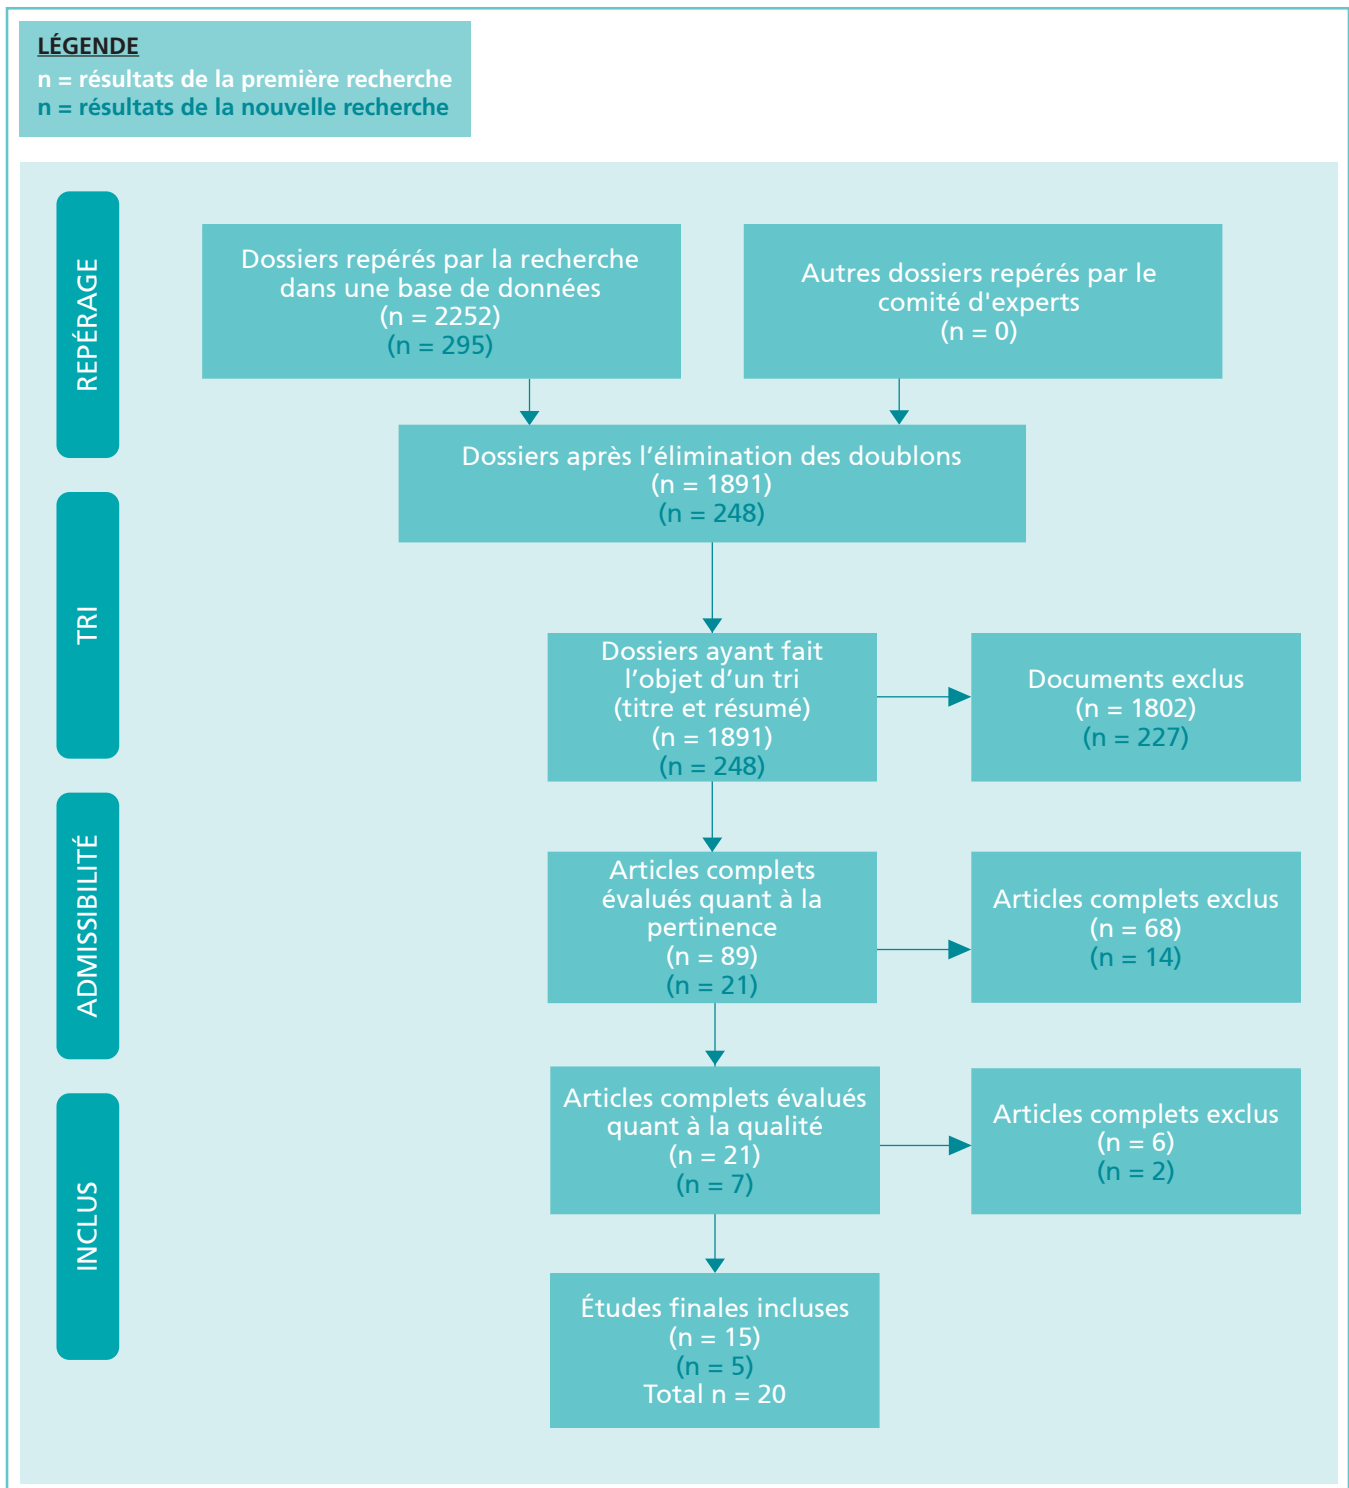 LÉGENDE
n = résultats de la première recherche
n = résultats de la nouvelle recherche
REPÉRAGE
Dossiers repérés par la recherche
dans une base de données
(n = 2252)
(n = 295)
Autres dossiers repérés par le
comité d'experts
(n = 0)
Dossiers après l’élimination des doublons
(n = 1891)
(n = 248)
TRI
Dossiers ayant fait
l’objet d’un tri
(titre et résumé)
(n = 1891)
(n = 248)
Documents exclus
(n = 1802)
(n = 227)
ADMISSIBILITÉ
Articles complets
évalués quant à la
pertinence
(n = 89)
(n = 21)
Articles complets exclus
(n = 68)
(n = 14)
INCLUS
Articles complets évalués
quant à la qualité
(n = 21)
(n = 7)
Articles complets exclus
(n = 6)
(n = 2)
Études finales incluses
(n = 15)
(n = 5)
Total n = 20